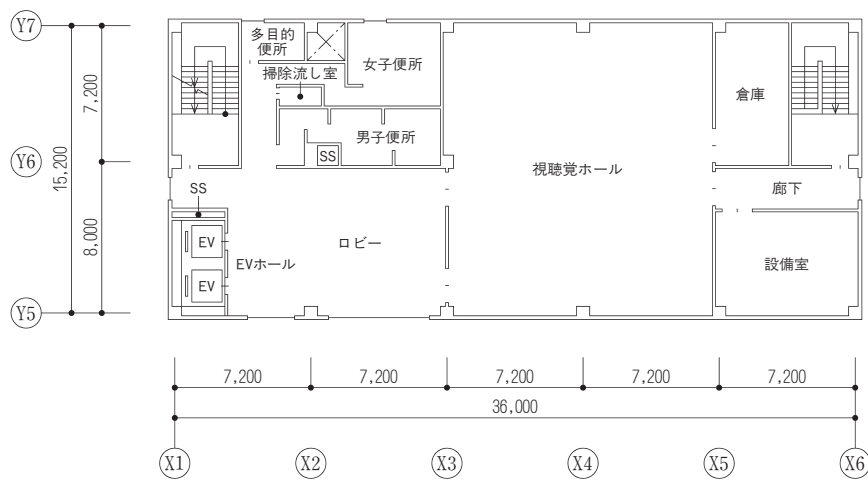 Y7
多目的
便所
女子便所
掃除流し室
倉庫
7,200
男子便所
Y6
SS
視聴覚ホール
15,200
SS
廊下
8,000
EV
ロビー
EVホール
設備室
EV
Y5
7,200
7,200
7,200
7,200
7,200
36,000
X1
X2
X3
X4
X5
X6